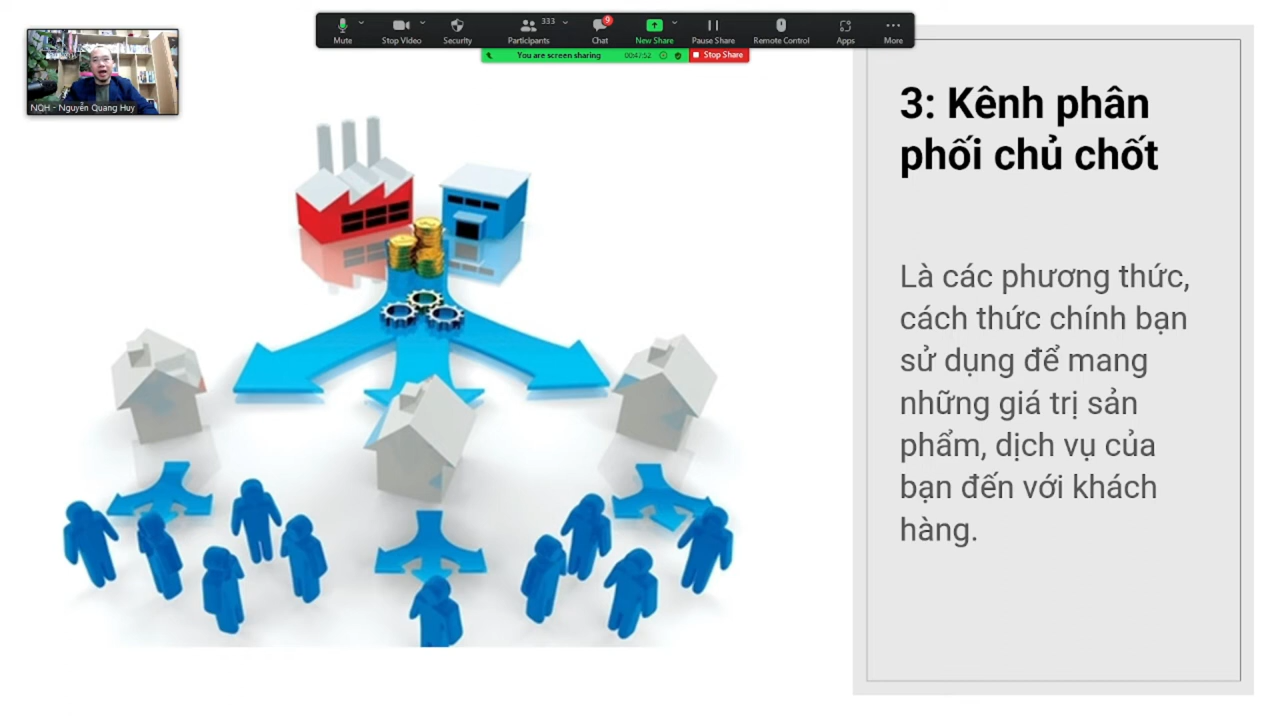 333
9
Mute
Stop Video
Security
Participants
Chat
New Share
Pause Share
Remote Control
Apps
More
You are screen sharing
00:47:52
Stop Share
NQH - Nguyễn Quang Huy
3: Kênh phân
phối chủ chốt
Là các phương thức,
cách thức chính bạn
sử dụng để mang
những giá trị sản
phẩm, dịch vụ của
bạn đến với khách
hàng.